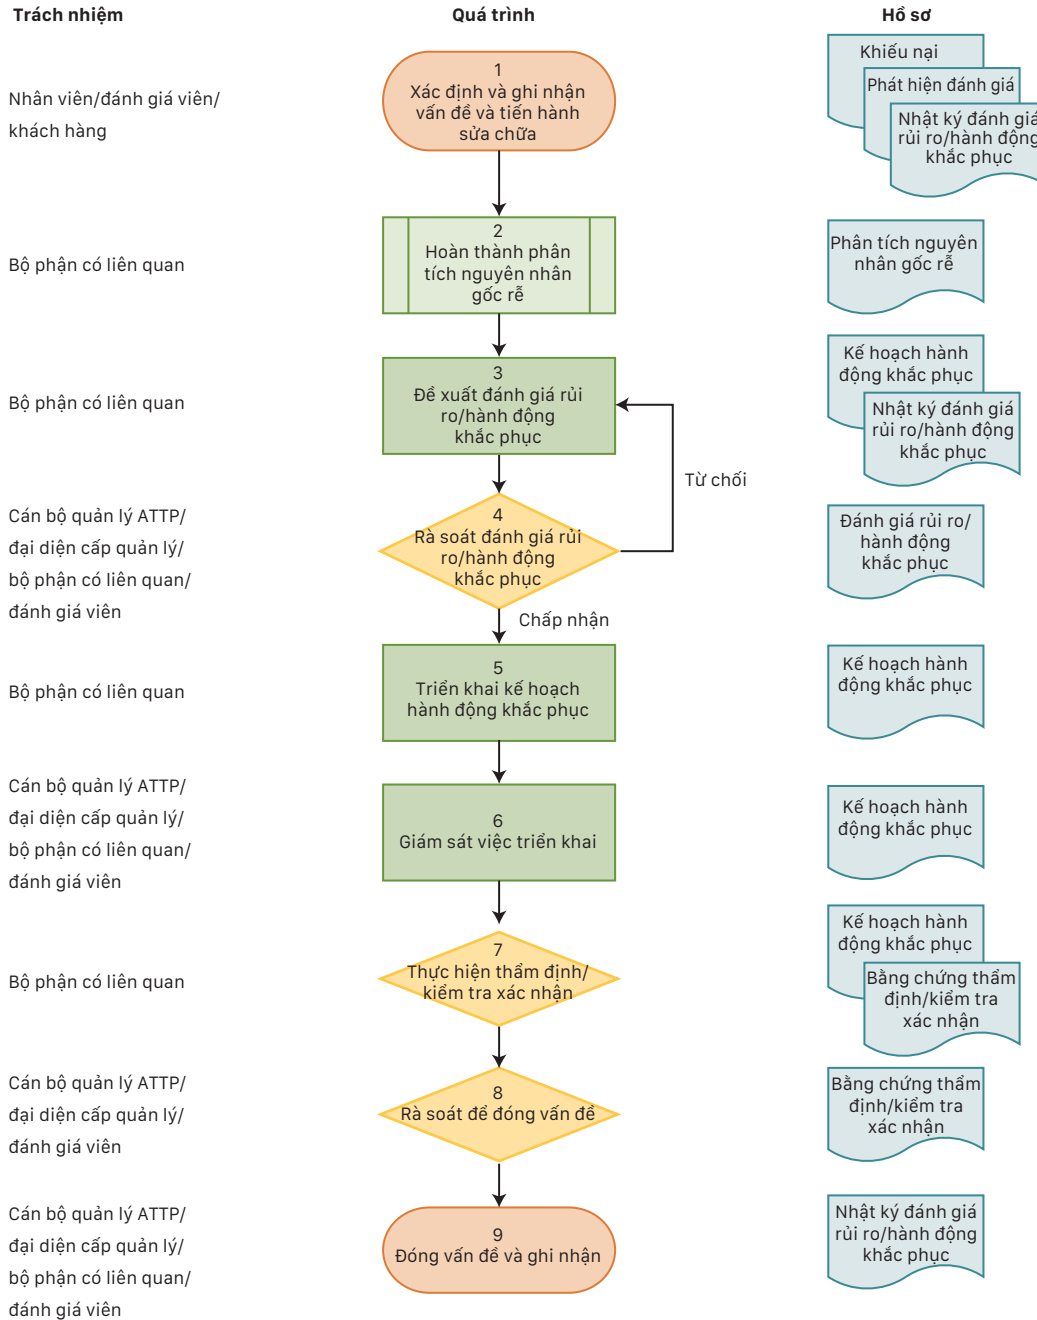 Trách nhiệm
Quá trình
Hồ sơ
Nhân viên/đánh giá viên/
khách hàng
1
Xác định và ghi nhận
vấn đề và tiến hành
sửa chữa
Khiếu nại
Phát hiện đánh giá
Nhật ký đánh giá
rủi ro/hành động
khắc phục
Bộ phận có liên quan
2
Hoàn thành phân
tích nguyên nhân
gốc rễ
Phân tích nguyên
nhân gốc rễ
Bộ phận có liên quan
3
Đề xuất đánh giá rủi
ro/hành động
khắc phục
Kế hoạch hành
động khắc phục
Nhật ký đánh giá
rủi ro/hành động
khắc phục
Từ chối
Cán bộ quản lý ATTP/
đại diện cấp quản lý/
bộ phận có liên quan/
đánh giá viên
4
Rà soát đánh giá rủi
ro/hành động
khắc phục
Đánh giá rủi ro/
hành động
khắc phục
Chấp nhận
Bộ phận có liên quan
5
Triển khai kế hoạch
hành động khắc phục
Kế hoạch hành
động khắc phục
Cán bộ quản lý ATTP/
đại diện cấp quản lý/
bộ phận có liên quan/
đánh giá viên
6
Giám sát việc triển khai
Kế hoạch hành
động khắc phục
Bộ phận có liên quan
7
Thực hiện thẩm định/
kiểm tra xác nhận
Kế hoạch hành
động khắc phục
Bằng chứng thẩm
định/kiểm tra
xác nhận
Cán bộ quản lý ATTP/
đại diện cấp quản lý/
đánh giá viên
8
Rà soát để đóng vấn đề
Bằng chứng thẩm
định/kiểm tra
xác nhận
Cán bộ quản lý ATTP/
đại diện cấp quản lý/
bộ phận có liên quan/
đánh giá viên
9
Đóng vấn đề và ghi nhận
Nhật ký đánh giá
rủi ro/hành động
khắc phục